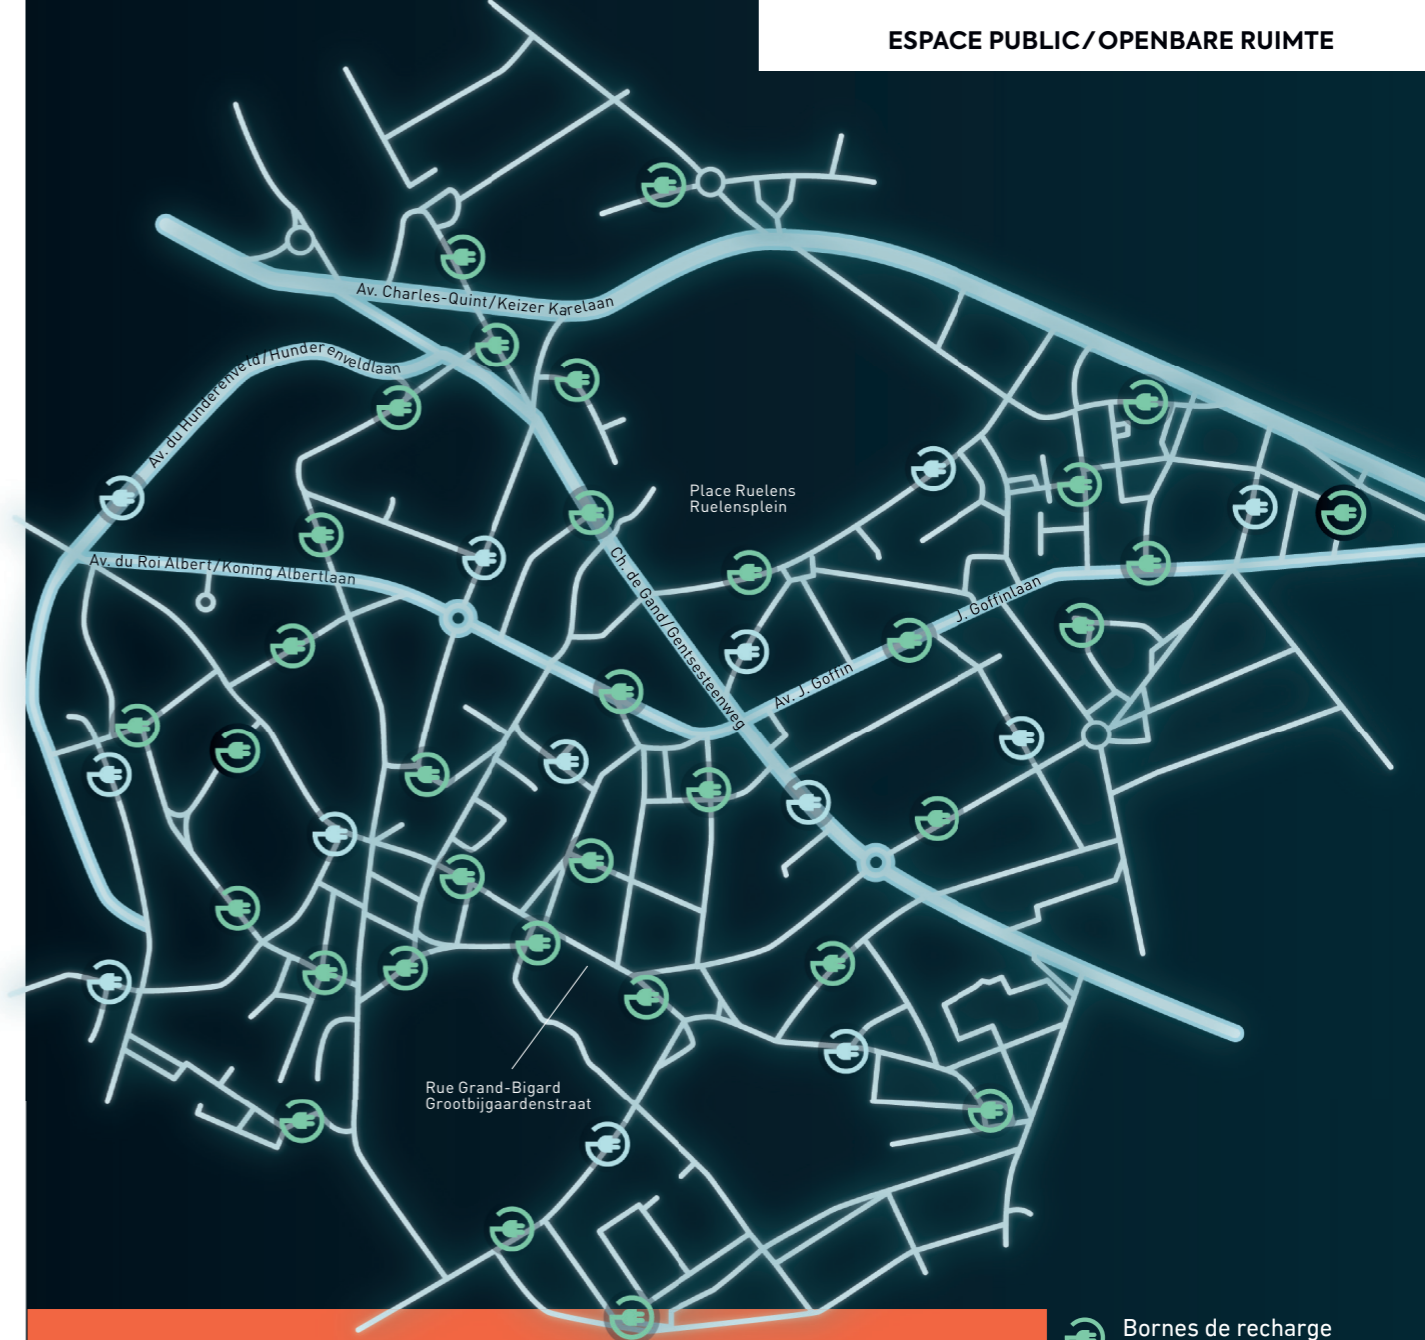 ESPACE PUBLIC/OPENBARE RUIMTE
Av. Charles-Quint/Keizer Karelaan
Av. du Hunderenveld/Hunderenveldlaan
Place Ruelens
Ruelensplein
Av. du Roi Albert/Koning Albertlaan
Ch. de Gand/Gentsesteenweg
J. Goffinlaan
Av. J. Goffin
Rue Grand-Bigard
Grootbijgaardenstraat
Bornes de recharge